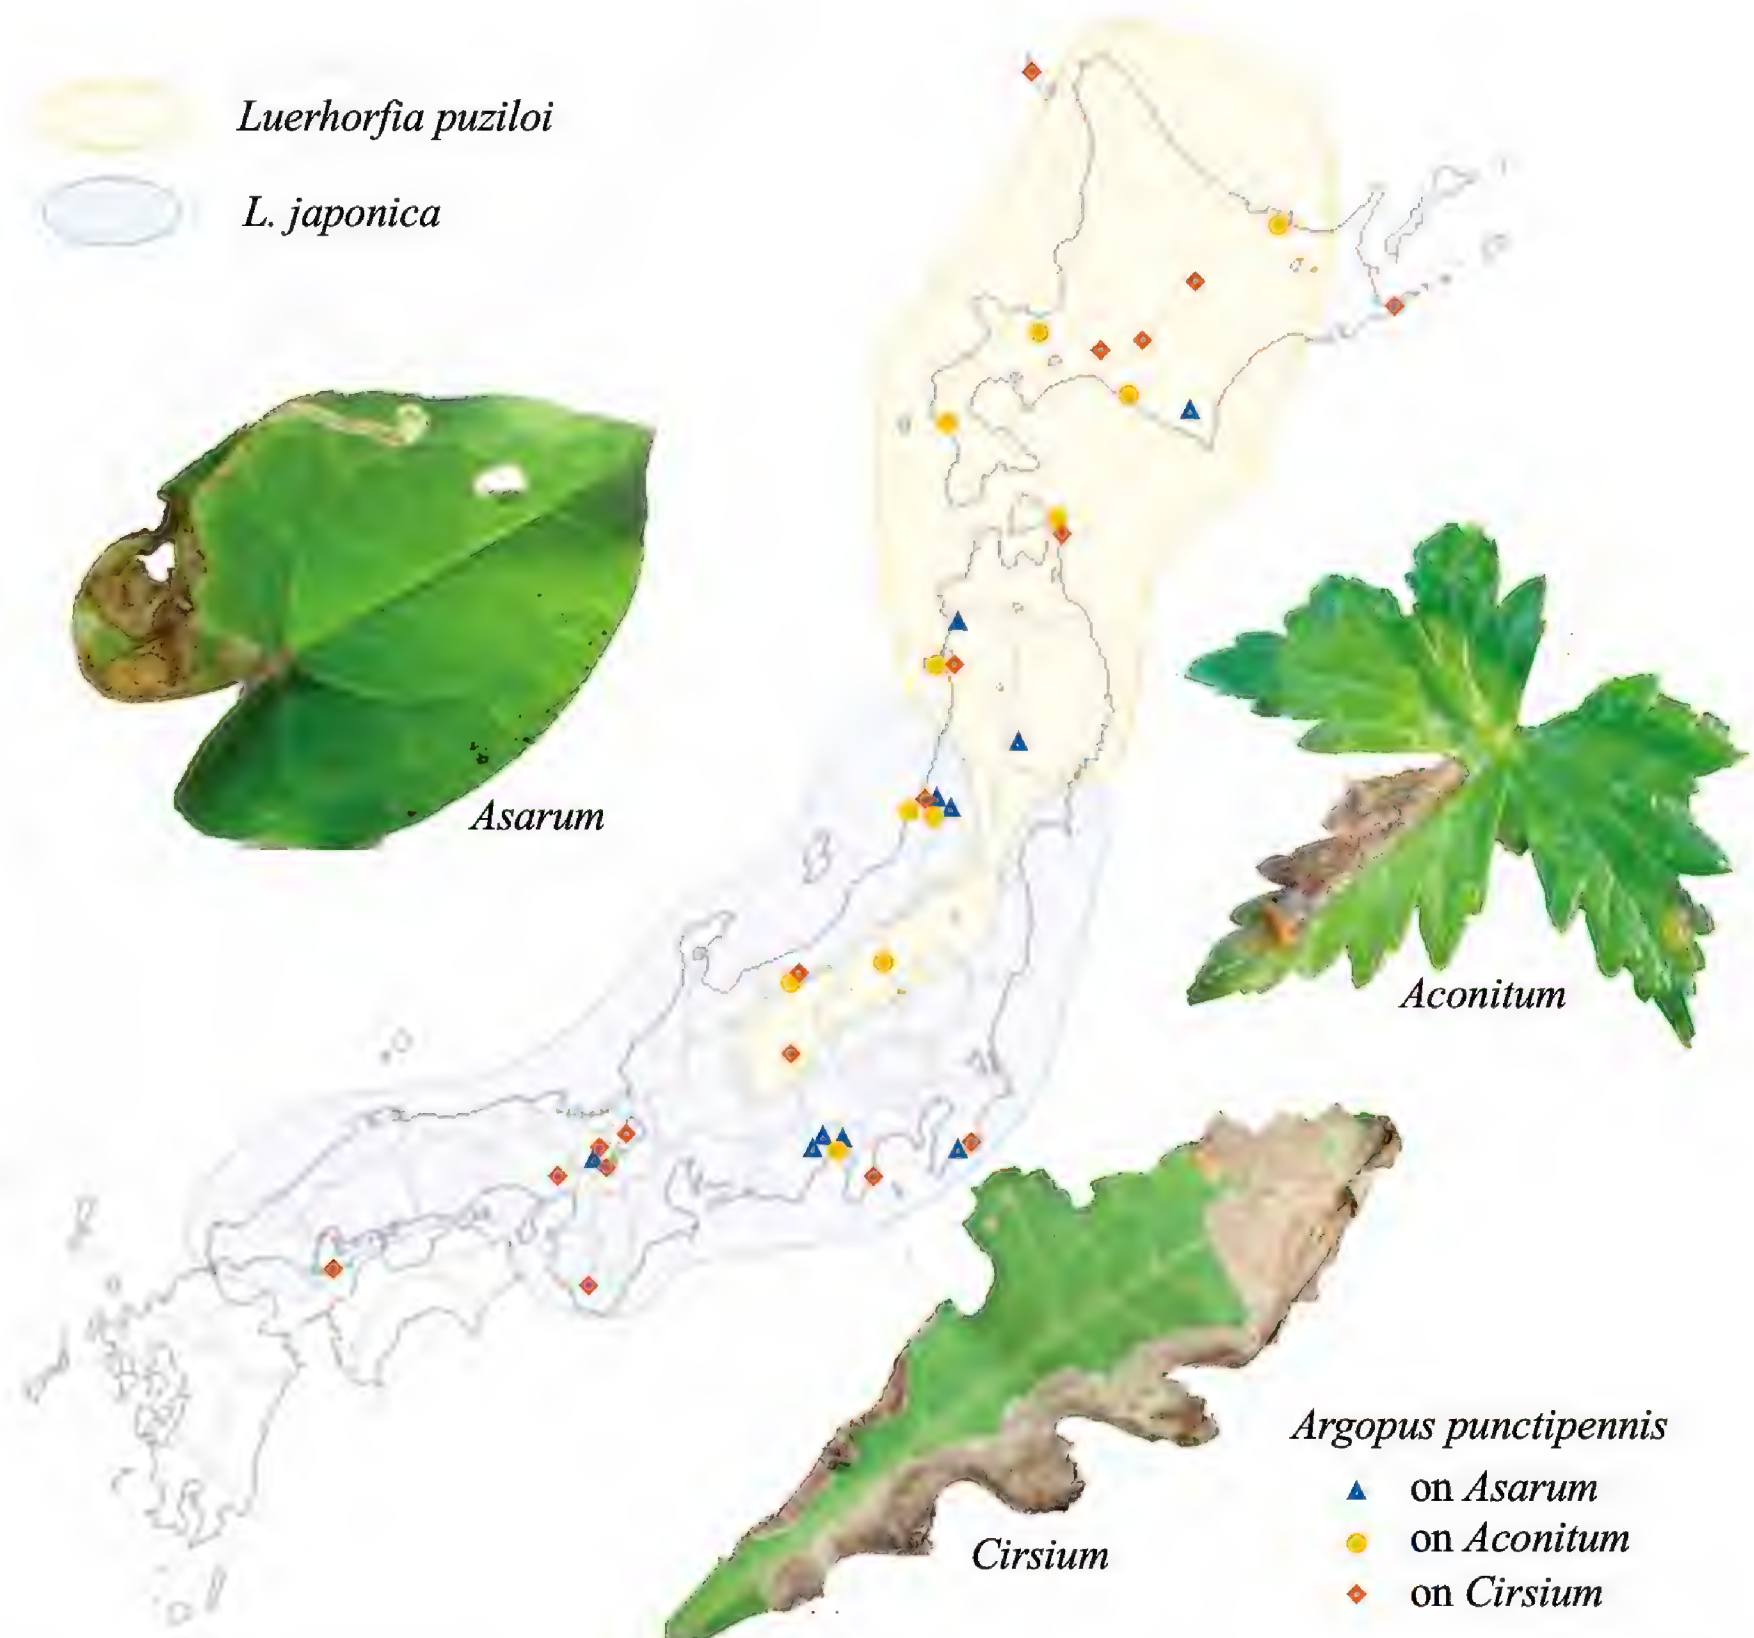 Luerhorfia puziloi
L. japonica
Asarum
Aconitum
Cirsium
Argopus punctipennis
on Asarum
on Aconitum
on Cirsium